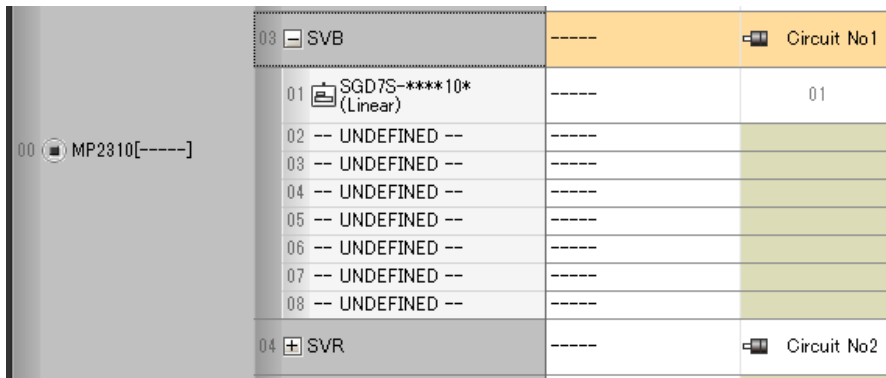 03 SVB ----- Circuit No1
01 SGD7S-****10* ----- 01
(Linear)
00 MP2310[-----]
02 -- UNDEFINED -- -----
03 -- UNDEFINED -- -----
04 -- UNDEFINED -- -----
05 -- UNDEFINED -- -----
06 -- UNDEFINED -- -----
07 -- UNDEFINED -- -----
08 -- UNDEFINED -- -----
04 SVR ----- Circuit No2